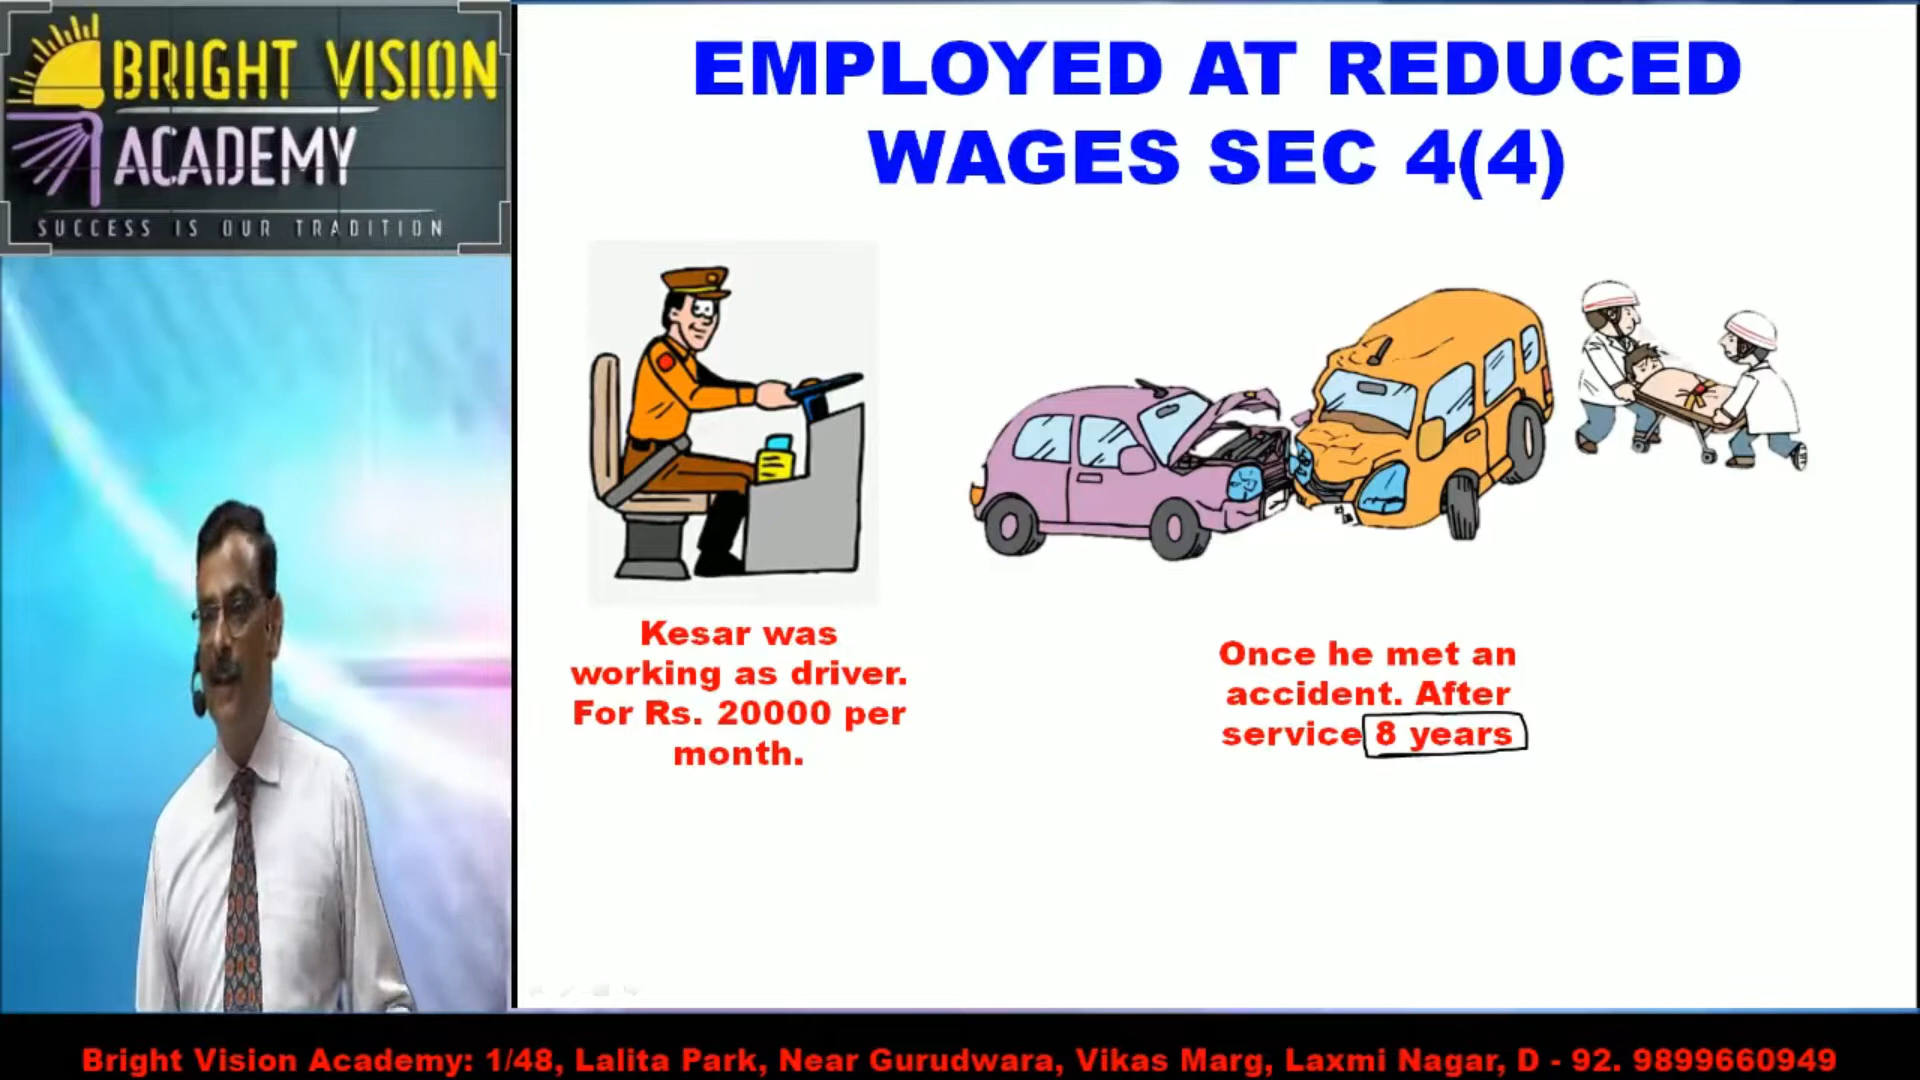 BRIGHT VISION
ACADEMY
SUCCESS IS OUR TRADITION
EMPLOYED AT REDUCED
WAGES SEC 4(4)
Kesar was
working as driver.
For Rs. 20000 per
month.
Once he met an
accident. After
service 8 years
Bright Vision Academy: 1/48, Lalita Park, Near Gurudwara, Vikas Marg, Laxmi Nagar, D - 92. 9899660949